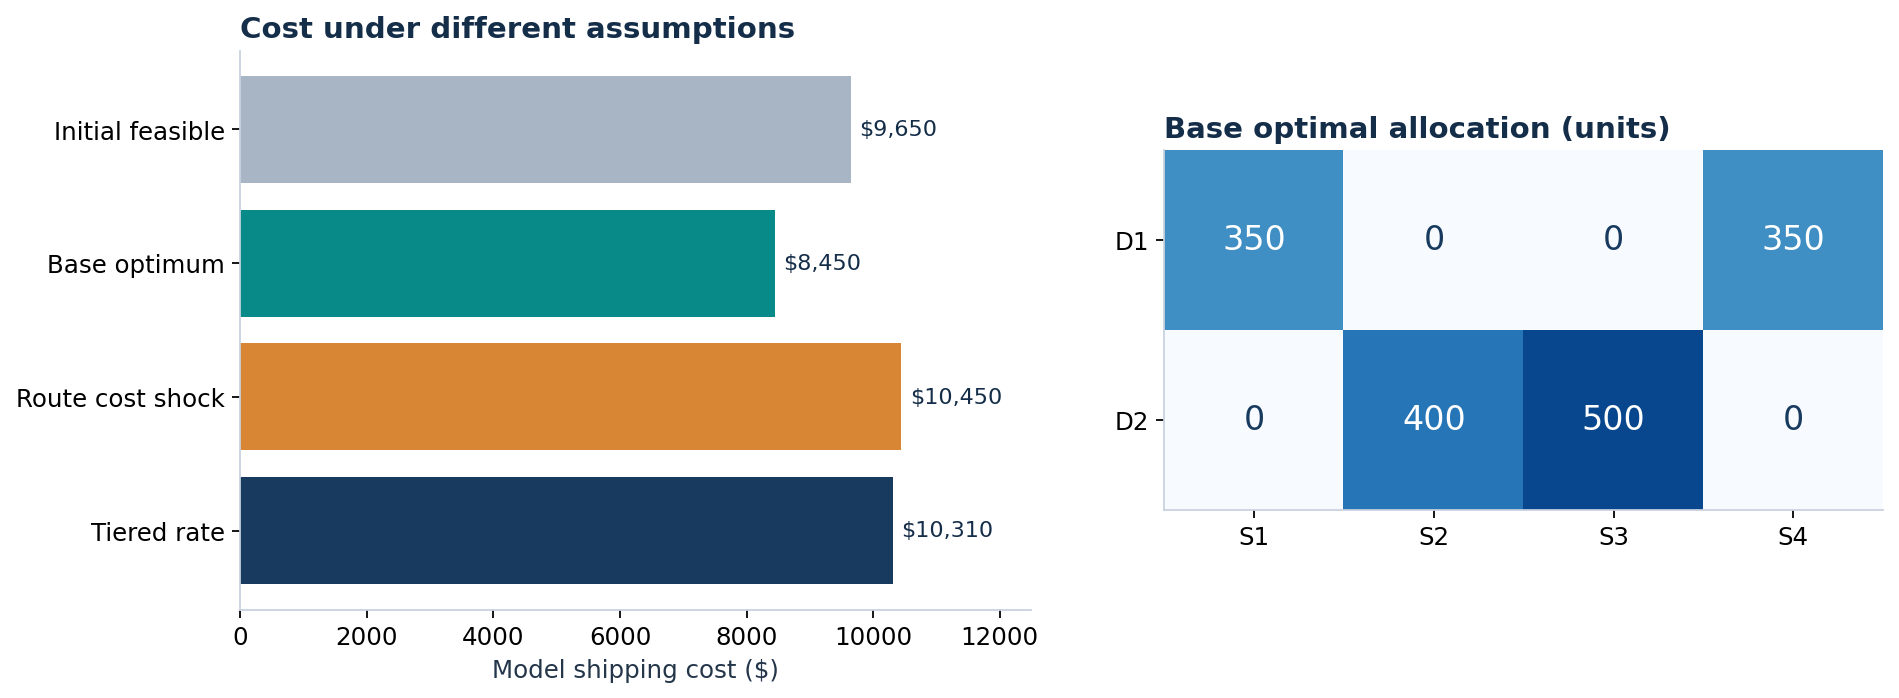 Cost under different assumptions
Initial feasible
$9,650
Base optimum
$8,450
Route cost shock
$10,450
Tiered rate
$10,310
0 2000 4000 6000 8000 10000 12000
Model shipping cost ($)
Base optimal allocation (units)
D1 350 0 0 350
D2 0 400 500 0
S1 S2 S3 S4